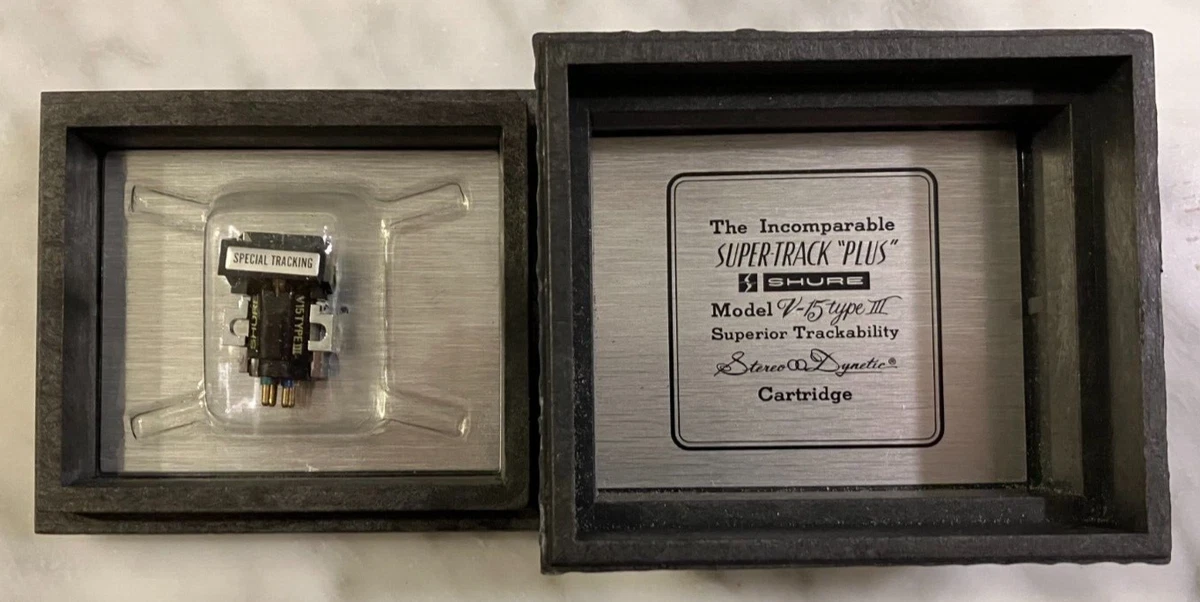 SPECIAL TRACKING
SHURE
V15 TYPE III
The Incomparable
SUPER-TRACK "PLUS"
SHURE
Model V-15 type III
Superior Trackability
Stereo Dynetic®
Cartridge